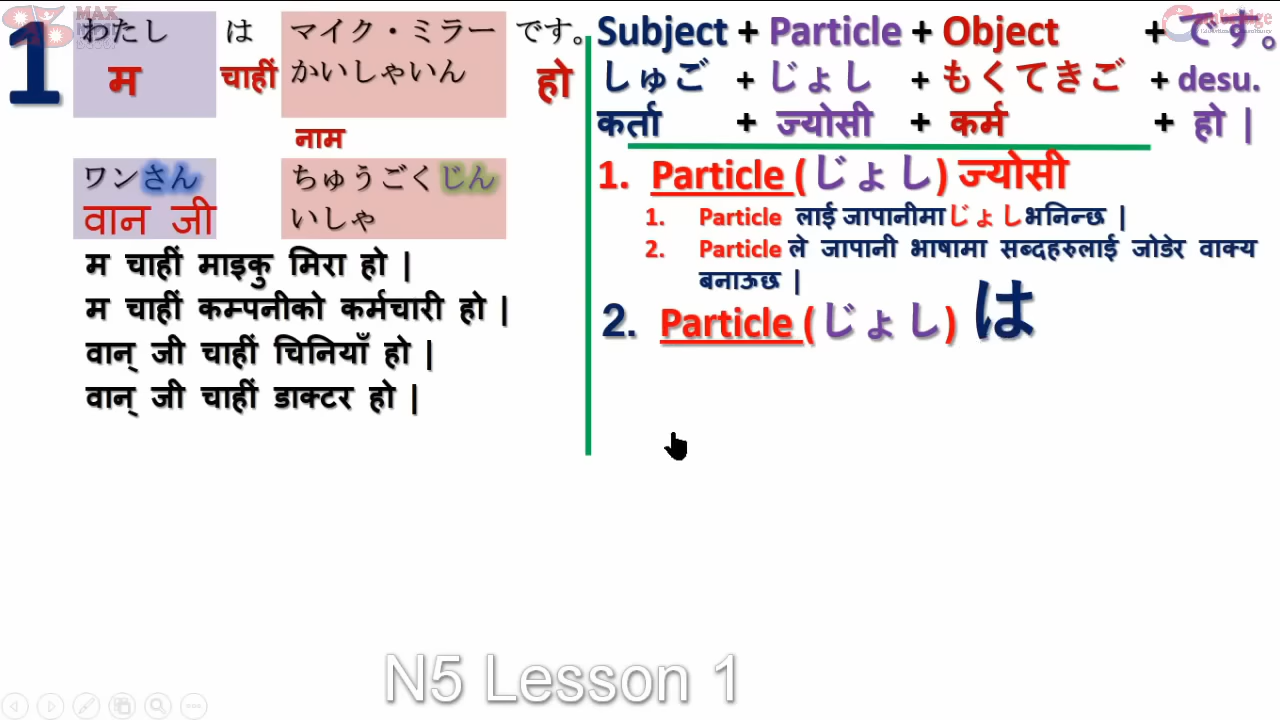 1
わたし は マイク・ミラー です。
म चाहीं かいしゃいん हो
नाम
ワンさん ちゅうごくじん
वान जी いしゃ
म चाहीं माइकु मिरा हो |
म चाहीं कम्पनीको कर्मचारी हो |
वान् जी चाहीं चिनियाँ हो |
वान् जी चाहीं डाक्टर हो |
Subject + Particle + Object + です。
しゅご + じょし + もくてきご + desu.
कर्ता + ज्योसी + कर्म + हो |
1. Particle (じょし) ज्योसी
1. Particle लाई जापानीमा じょし भनिन्छ |
2. Particle ले जापानी भाषामा सब्दहरुलाई जोडेर वाक्य
बनाऊछ |
2. Particle (じょし) は
N5 Lesson 1